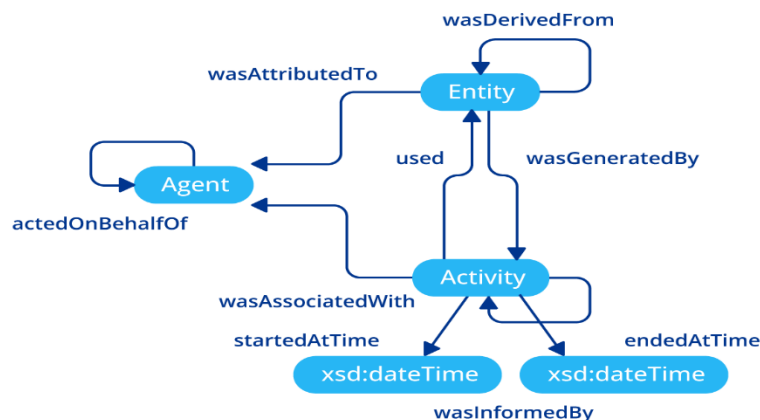 wasDerivedFrom
wasAttributedTo
Entity
used
wasGeneratedBy
Agent
actedOnBehalfOf
Activity
wasAssociatedWith
startedAtTime
endedAtTime
xsd:dateTime
xsd:dateTime
wasInformedBy